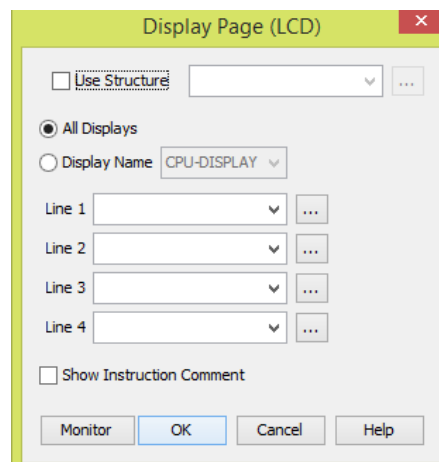 Display Page (LCD)
Use Structure ...
All Displays
Display Name CPU-DISPLAY
Line 1 ...
Line 2 ...
Line 3 ...
Line 4 ...
Show Instruction Comment
Monitor OK Cancel Help